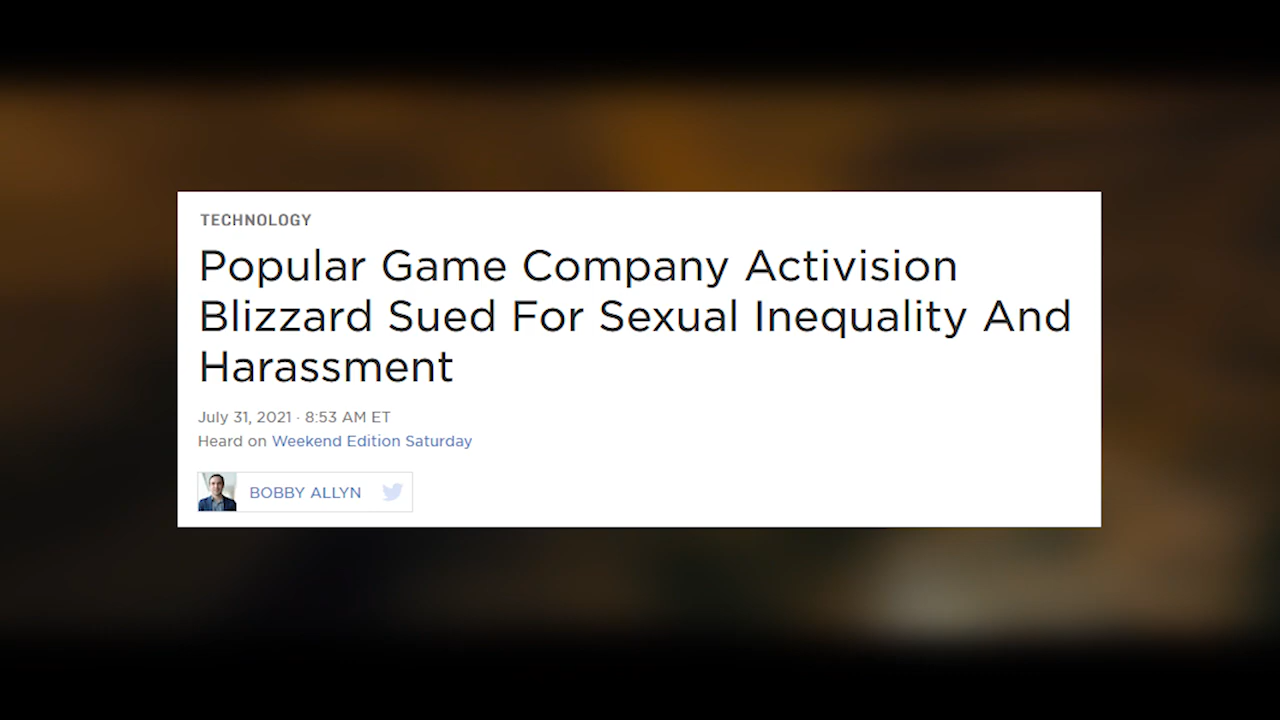 TECHNOLOGY
Popular Game Company Activision
Blizzard Sued For Sexual Inequality And
Harassment
July 31, 2021 · 8:53 AM ET
Heard on Weekend Edition Saturday
BOBBY ALLYN